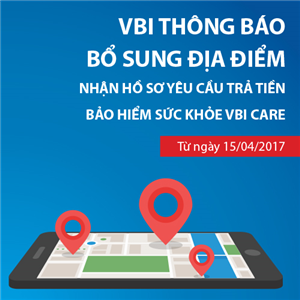 VBI THÔNG BÁO
BỔ SUNG ĐỊA ĐIỂM
NHẬN HỒ SƠ YÊU CẦU TRẢ TIỀN
BẢO HIỂM SỨC KHỎE VBI CARE
Từ ngày 15/04/2017